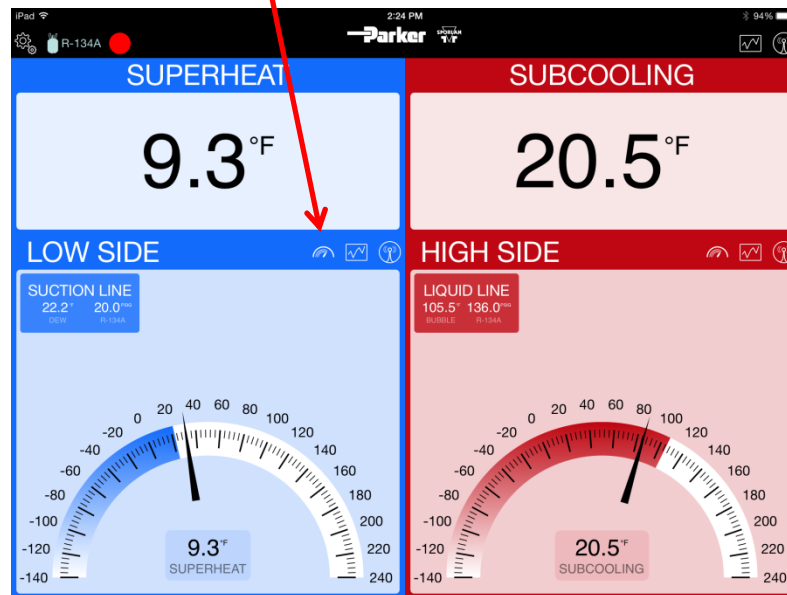 iPad 2:24 PM 94%
R-134A Parker SPORLAN
SUPERHEAT
9.3°F
SUBCOOLING
20.5°F
LOW SIDE
SUCTION LINE
22.2°F 20.0 PSIG
DEW R-134A
-140 -120 -100 -80 -60 -40 -20 0 20 40 60 80 100 120 140 160 180 200 220 240
9.3°F
SUPERHEAT
HIGH SIDE
LIQUID LINE
105.5°F 136.0 PSIG
BUBBLE R-134A
-140 -120 -100 -80 -60 -40 -20 0 20 40 60 80 100 120 140 160 180 200 220 240
20.5°F
SUBCOOLING